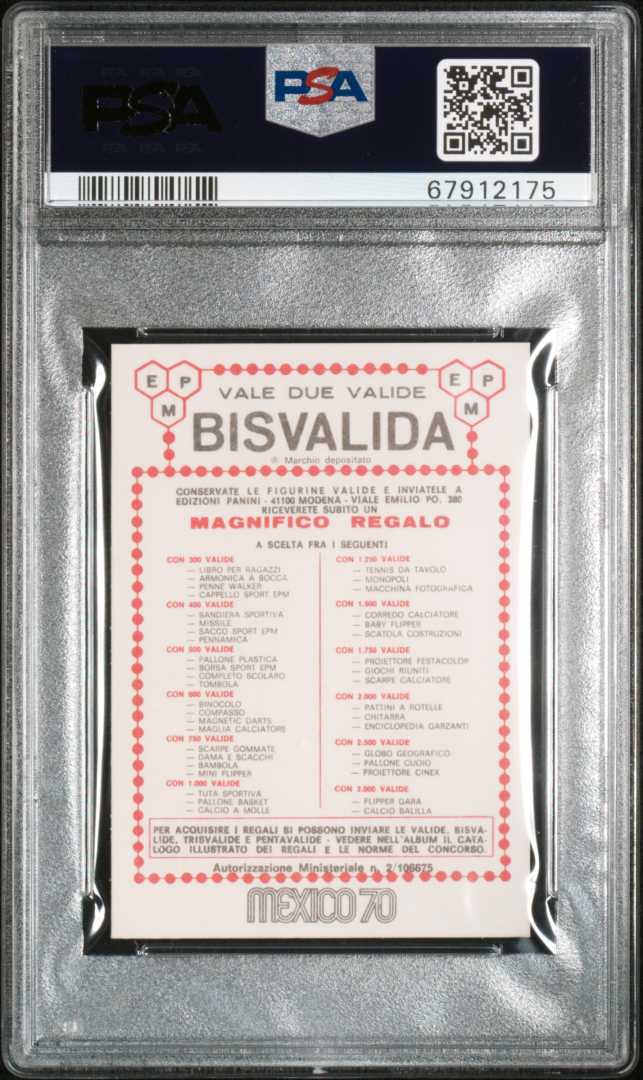 PSA
PSA
67912175
E P M
E P M
VALE DUE VALIDE
BISVALIDA
® Marchio depositato
CONSERVATE LE FIGURINE VALIDE E INVIATELE A
EDIZIONI PANINI - 41100 MODENA - VIALE EMILIO PO, 380
RICEVERETE SUBITO UN
MAGNIFICO REGALO
A SCELTA FRA I SEGUENTI
CON 300 VALIDE
— LIBRO PER RAGAZZI
— ARMONICA A BOCCA
— PENNE WALKER
— CAPPELLO SPORT EPM
CON 400 VALIDE
— BANDIERA SPORTIVA
— MISSILE
— SACCO SPORT EPM
— PENNAMICA
CON 500 VALIDE
— PALLONE PLASTICA
— BORSA SPORT EPM
— COMPLETO SCOLARO
— TOMBOLA
CON 600 VALIDE
— BINOCOLO
— COMPASSO
— MAGNETIC DARTS
— MAGLIA CALCIATORE
CON 750 VALIDE
— SCARPE GOMMATE
— DAMA E SCACCHI
— BAMBOLA
— MINI FLIPPER
CON 1.000 VALIDE
— TUTA SPORTIVA
— PALLONE BASKET
— CALCIO A MOLLE
CON 1.250 VALIDE
— TENNIS DA TAVOLO
— MONOPOLI
— MACCHINA FOTOGRAFICA
CON 1.500 VALIDE
— CORREDO CALCIATORE
— BABY FLIPPER
— SCATOLA COSTRUZIONI
CON 1.750 VALIDE
— PROIETTORE FESTACOLOR
— GIOCHI RIUNITI
— SCARPE CALCIATORE
CON 2.000 VALIDE
— PATTINI A ROTELLE
— CHITARRA
— ENCICLOPEDIA GARZANTI
CON 2.500 VALIDE
— GLOBO GEOGRAFICO
— PALLONE CUOIO
— PROIETTORE CINEX
CON 3.000 VALIDE
— FLIPPER GARA
— CALCIO BALILLA
PER ACQUISIRE I REGALI SI POSSONO INVIARE LE VALIDE, BISVA-
LIDE, TRISVALIDE E PENTAVALIDE - VEDERE NELL'ALBUM IL CATA-
LOGO ILLUSTRATO DEI REGALI E LE NORME DEL CONCORSO.
Autorizzazione Ministeriale n. 2/106675
MEXICO 70